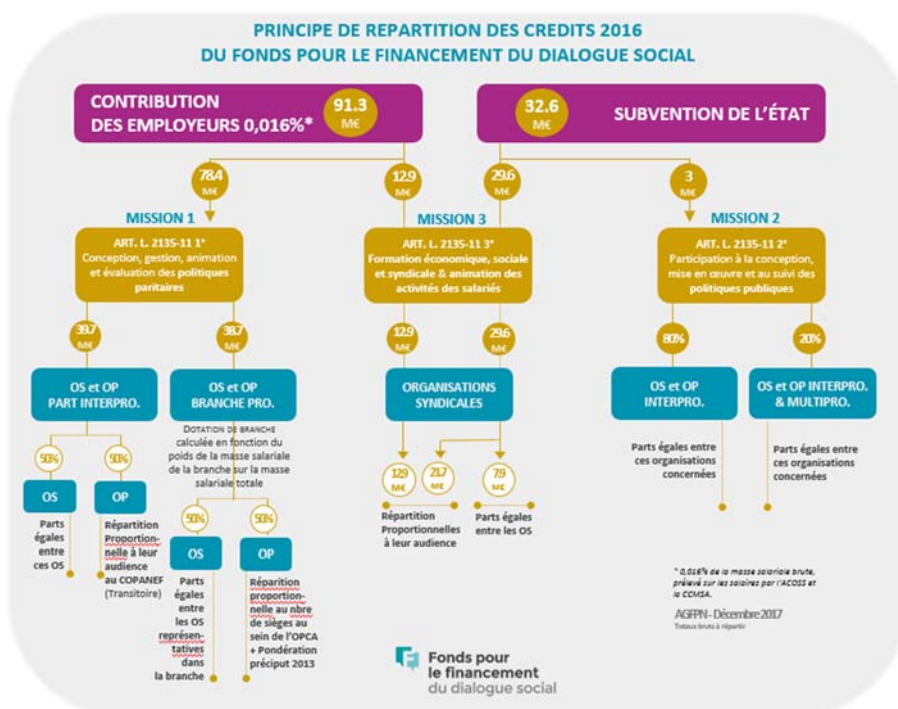 PRINCIPE DE REPARTITION DES CREDITS 2016
DU FONDS POUR LE FINANCEMENT DU DIALOGUE SOCIAL
CONTRIBUTION
DES EMPLOYEURS 0,016%*
91.3
M€
32.6
M€
SUBVENTION DE L'ÉTAT
78.4
M€
12.9
M€
29.6
M€
3
M€
MISSION 1
ART. L. 2135-11 1°
Conception, gestion, animation
et évaluation des politiques
paritaires
MISSION 3
ART. L. 2135-11 3°
Formation économique, sociale
et syndicale & animation des
activités des salariés
MISSION 2
ART. L. 2135-11 2°
Participation à la conception,
mise en œuvre et au suivi des
politiques publiques
39.7
M€
38.7
M€
12.9
M€
29.6
M€
80%
20%
OS et OP
PART INTERPRO.
OS et OP
BRANCHE PRO.
ORGANISATIONS
SYNDICALES
OS et OP
INTERPRO.
OS et OP INTERPRO.
& MULTIPRO.
DOTATION DE BRANCHE
calculée en fonction du
poids de la masse salariale
de la branche sur la masse
salariale totale
50%
50%
OS
OP
Parts
égales
entre
ces OS
Répartition
Proportion-
nelle à leur
audience
au COPANEF
(Transitoire)
50%
50%
OS
OP
Parts
égales
entre
les OS
représen-
tatives
dans
la branche
Réparition
proportion-
nelle au nbre
de sièges au
sein de l'OPCA
+ Pondération
préciput 2013
12.9
M€
21.7
M€
7.9
M€
Répartition
Proportionnelles
à leur audience
Parts égales
entre les OS
Parts égales entre
ces organisations
concernées
Parts égales entre
ces organisations
concernées
* 0,016% de la masse salariale brute,
prélevé sur les salaires par l'ACOSS et
la CCMSA.
AGFPN - Décembre 2017
Totaux bruts à répartir
Fonds pour
le financement
du dialogue social